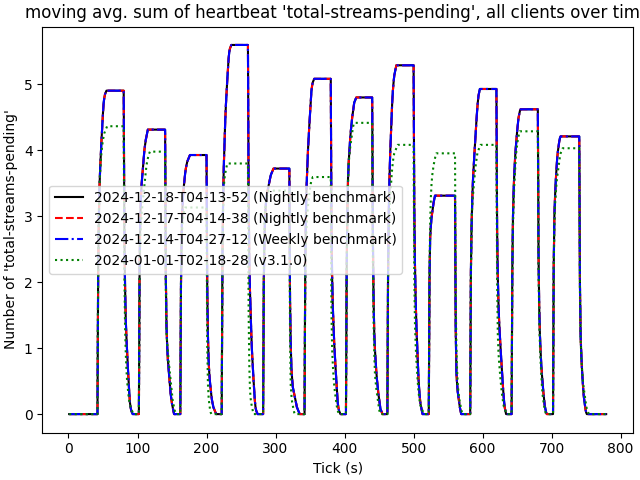 moving avg. sum of heartbeat 'total-streams-pending', all clients over tim
Number of 'total-streams-pending'
5
4
3
2
1
0
2024-12-18-T04-13-52 (Nightly benchmark)
2024-12-17-T04-14-38 (Nightly benchmark)
2024-12-14-T04-27-12 (Weekly benchmark)
2024-01-01-T02-18-28 (v3.1.0)
0 100 200 300 400 500 600 700 800
Tick (s)